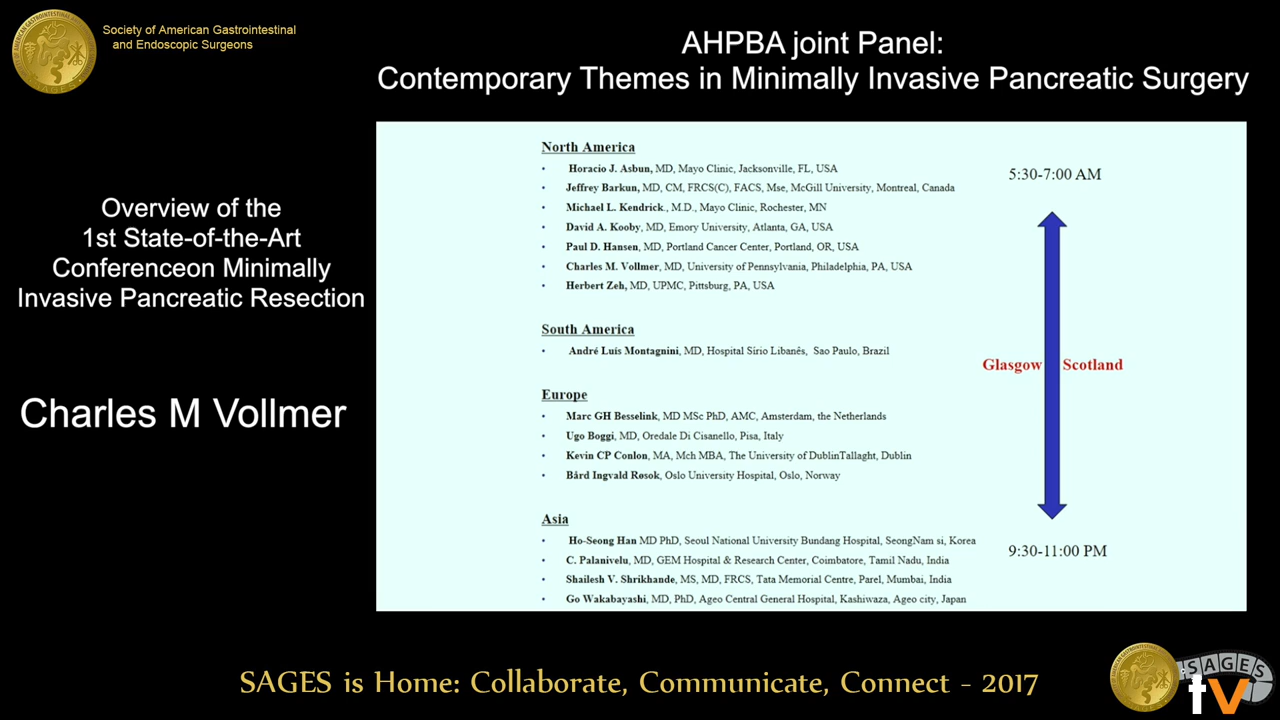 Society of American Gastrointestinal
and Endoscopic Surgeons
AHPBA joint Panel:
Contemporary Themes in Minimally Invasive Pancreatic Surgery
Overview of the
1st State-of-the-Art
Conferenceon Minimally
Invasive Pancreatic Resection
Charles M Vollmer
North America
• Horacio J. Asbun, MD, Mayo Clinic, Jacksonville, FL, USA
• Jeffrey Barkun, MD, CM, FRCS(C), FACS, Mse, McGill University, Montreal, Canada
• Michael L. Kendrick., M.D., Mayo Clinic, Rochester, MN
• David A. Kooby, MD, Emory University, Atlanta, GA, USA
• Paul D. Hansen, MD, Portland Cancer Center, Portland, OR, USA
• Charles M. Vollmer, MD, University of Pennsylvania, Philadelphia, PA, USA
• Herbert Zeh, MD, UPMC, Pittsburg, PA, USA
South America
• André Luís Montagnini, MD, Hospital Sírio Libanês, Sao Paulo, Brazil
Europe
• Marc GH Besselink, MD MSc PhD, AMC, Amsterdam, the Netherlands
• Ugo Boggi, MD, Oredale Di Cisanello, Pisa, Italy
• Kevin CP Conlon, MA, Mch MBA, The University of DublinTallaght, Dublin
• Bård Ingvald Røsok, Oslo University Hospital, Oslo, Norway
Asia
• Ho-Seong Han MD PhD, Seoul National University Bundang Hospital, SeongNam si, Korea
• C. Palanivelu, MD, GEM Hospital & Research Center, Coimbatore, Tamil Nadu, India
• Shailesh V. Shrikhande, MS, MD, FRCS, Tata Memorial Centre, Parel, Mumbai, India
• Go Wakabayashi, MD, PhD, Ageo Central General Hospital, Kashiwaza, Ageo city, Japan
5:30-7:00 AM
Glasgow Scotland
9:30-11:00 PM
SAGES is Home: Collaborate, Communicate, Connect - 2017
SAGES
tv